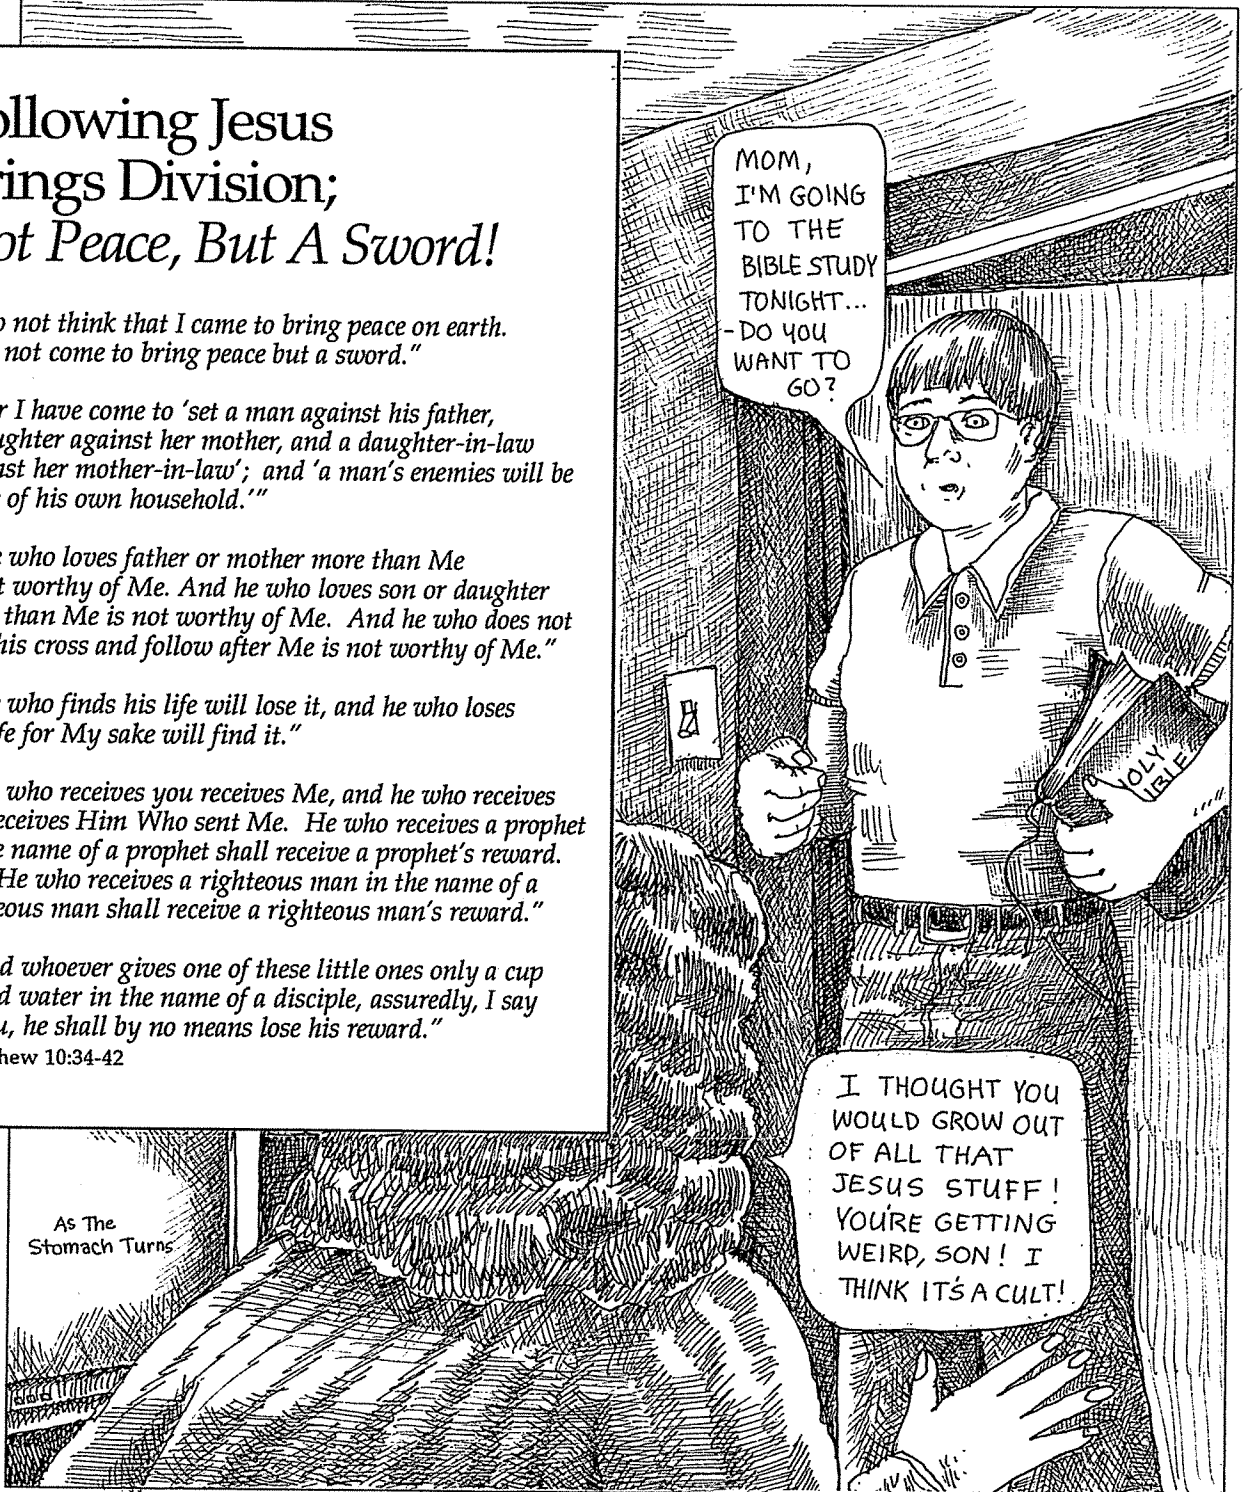 ollowing Jesus
rings Division;
ot Peace, But A Sword!
o not think that I came to bring peace on earth.
not come to bring peace but a sword."
r I have come to 'set a man against his father,
ughter against her mother, and a daughter-in-law
ust her mother-in-law'; and 'a man's enemies will be
of his own household.'"
e who loves father or mother more than Me
t worthy of Me. And he who loves son or daughter
than Me is not worthy of Me. And he who does not
his cross and follow after Me is not worthy of Me."
who finds his life will lose it, and he who loses
fe for My sake will find it."
who receives you receives Me, and he who receives
eceives Him Who sent Me. He who receives a prophet
e name of a prophet shall receive a prophet's reward.
He who receives a righteous man in the name of a
eous man shall receive a righteous man's reward."
d whoever gives one of these little ones only a cup
d water in the name of a disciple, assuredly, I say
u, he shall by no means lose his reward."
hew 10:34-42
MOM,
I'M GOING
TO THE
BIBLE STUDY
TONIGHT...
-DO YOU
WANT TO
GO?
HOLY
BIBLE
I THOUGHT YOU
WOULD GROW OUT
OF ALL THAT
JESUS STUFF!
YOU'RE GETTING
WEIRD, SON! I
THINK IT'S A CULT!
AS THE
STOMACH TURNS